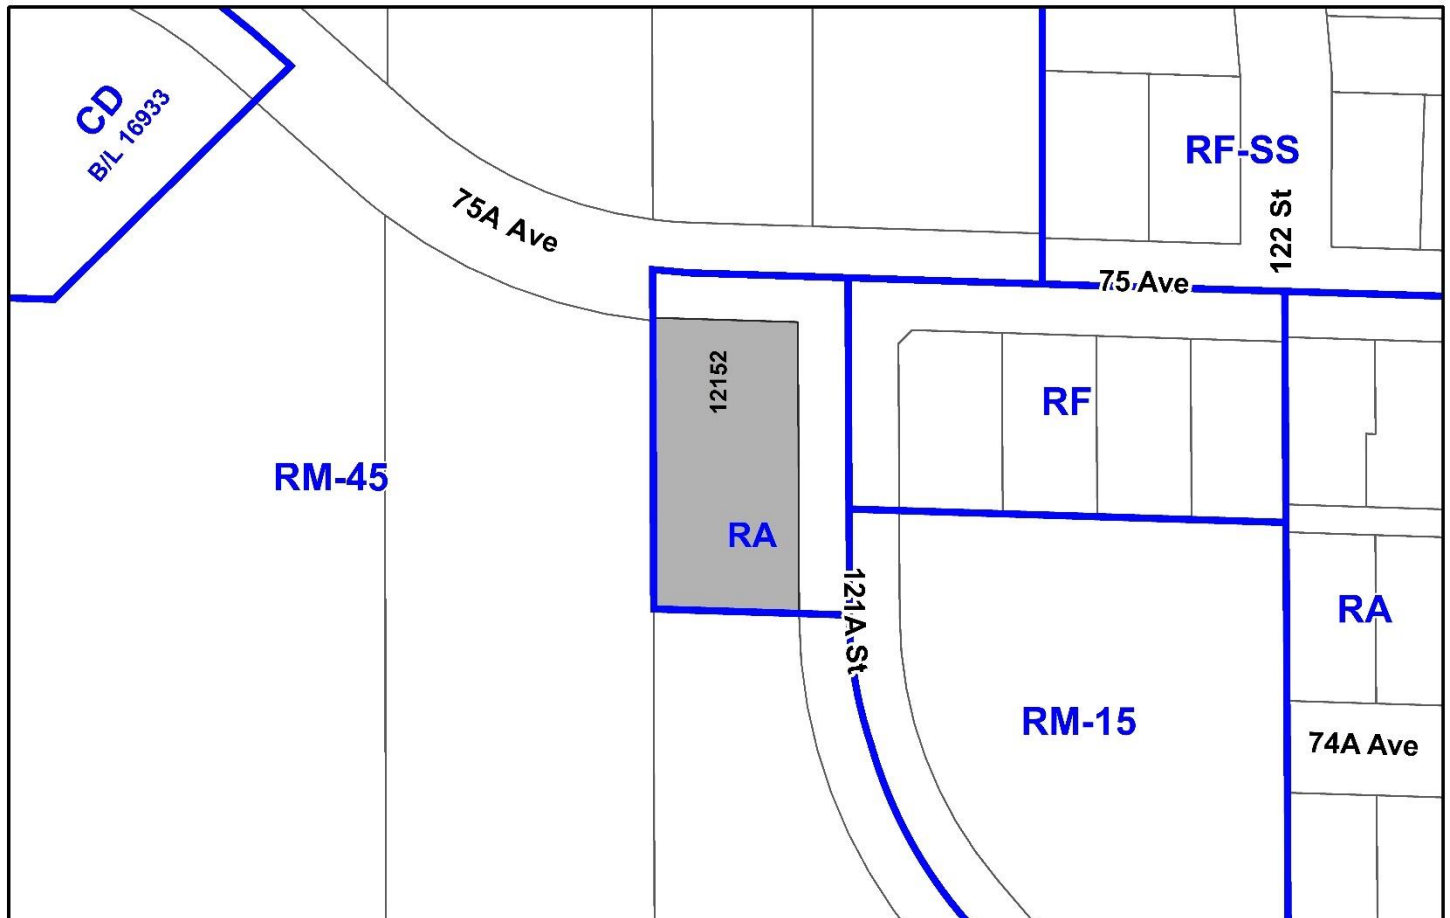 CD
B/L 16933
RF-SS
75A Ave
122 St
75 Ave
12152
RF
RM-45
RA
121A St
RA
RM-15
74A Ave